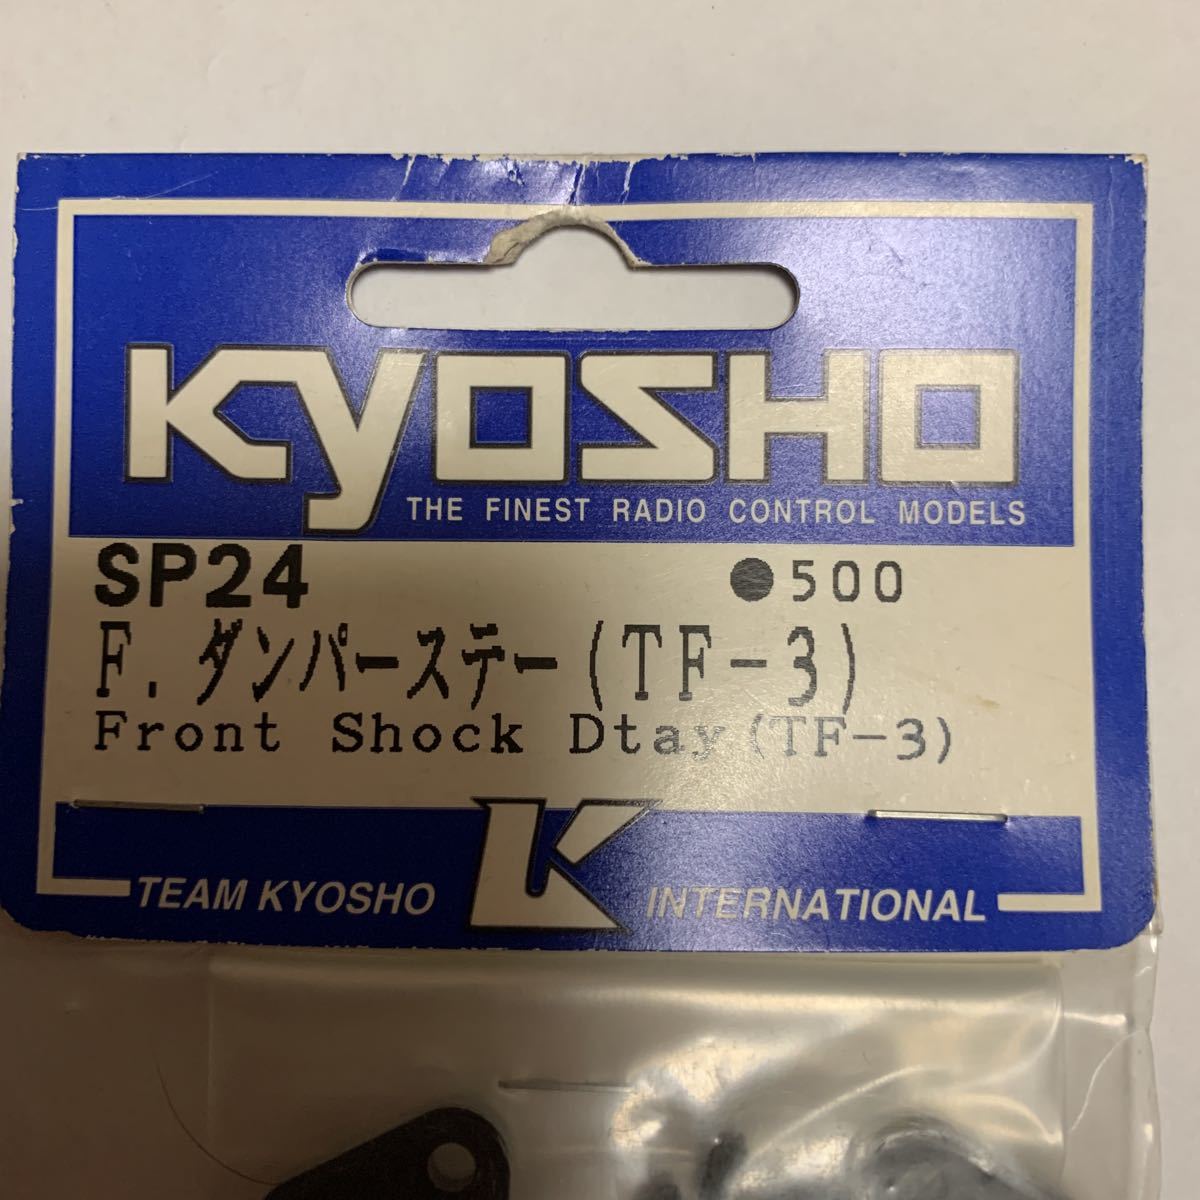 KYOSHO
THE FINEST RADIO CONTROL MODELS
SP24 ●500
F.ダンパーステー(TF-3)
Front Shock Dtay(TF-3)
TEAM KYOSHO K INTERNATIONAL